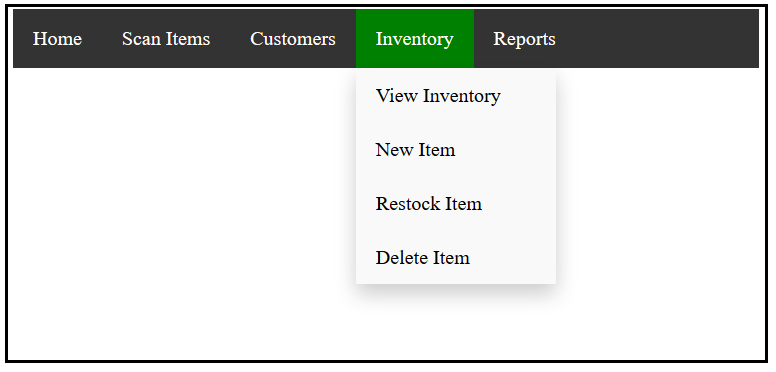 Home Scan Items Customers Inventory Reports
View Inventory
New Item
Restock Item
Delete Item